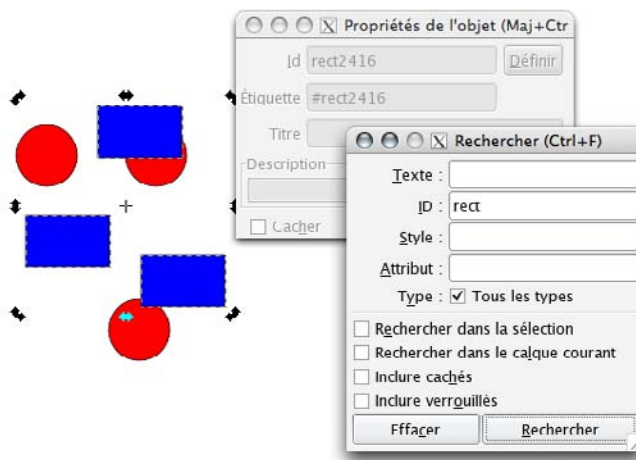 Propriétés de l'objet (Maj+Ctr
Id rect2416 Définir
Étiquette #rect2416
Titre
Description
Cacher
Rechercher (Ctrl+F)
Texte :
ID : rect
Style :
Attribut :
Type : Tous les types
Rechercher dans la sélection
Rechercher dans le calque courant
Inclure cachés
Inclure verrouillés
Effacer Rechercher